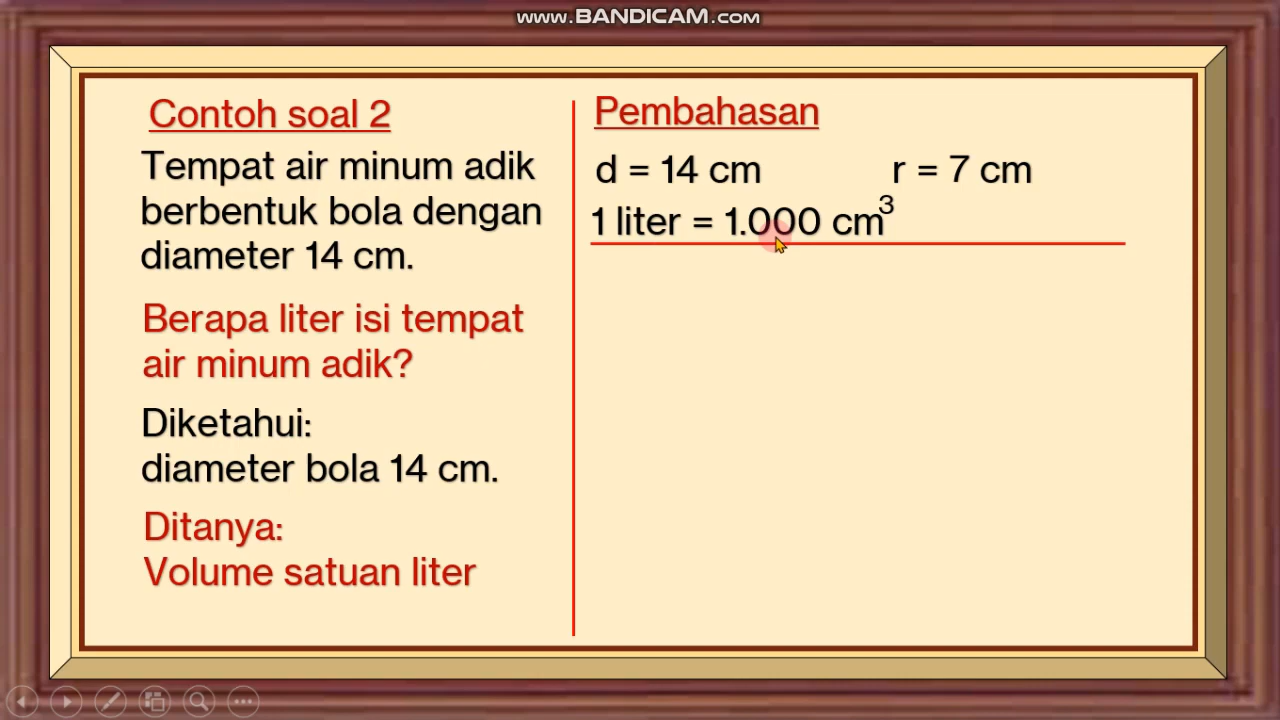 www.BANDICAM.com
Contoh soal 2
Tempat air minum adik
berbentuk bola dengan
diameter 14 cm.
Berapa liter isi tempat
air minum adik?
Diketahui:
diameter bola 14 cm.
Ditanya:
Volume satuan liter
Pembahasan
d = 14 cm r = 7 cm
1 liter = 1.000 cm³